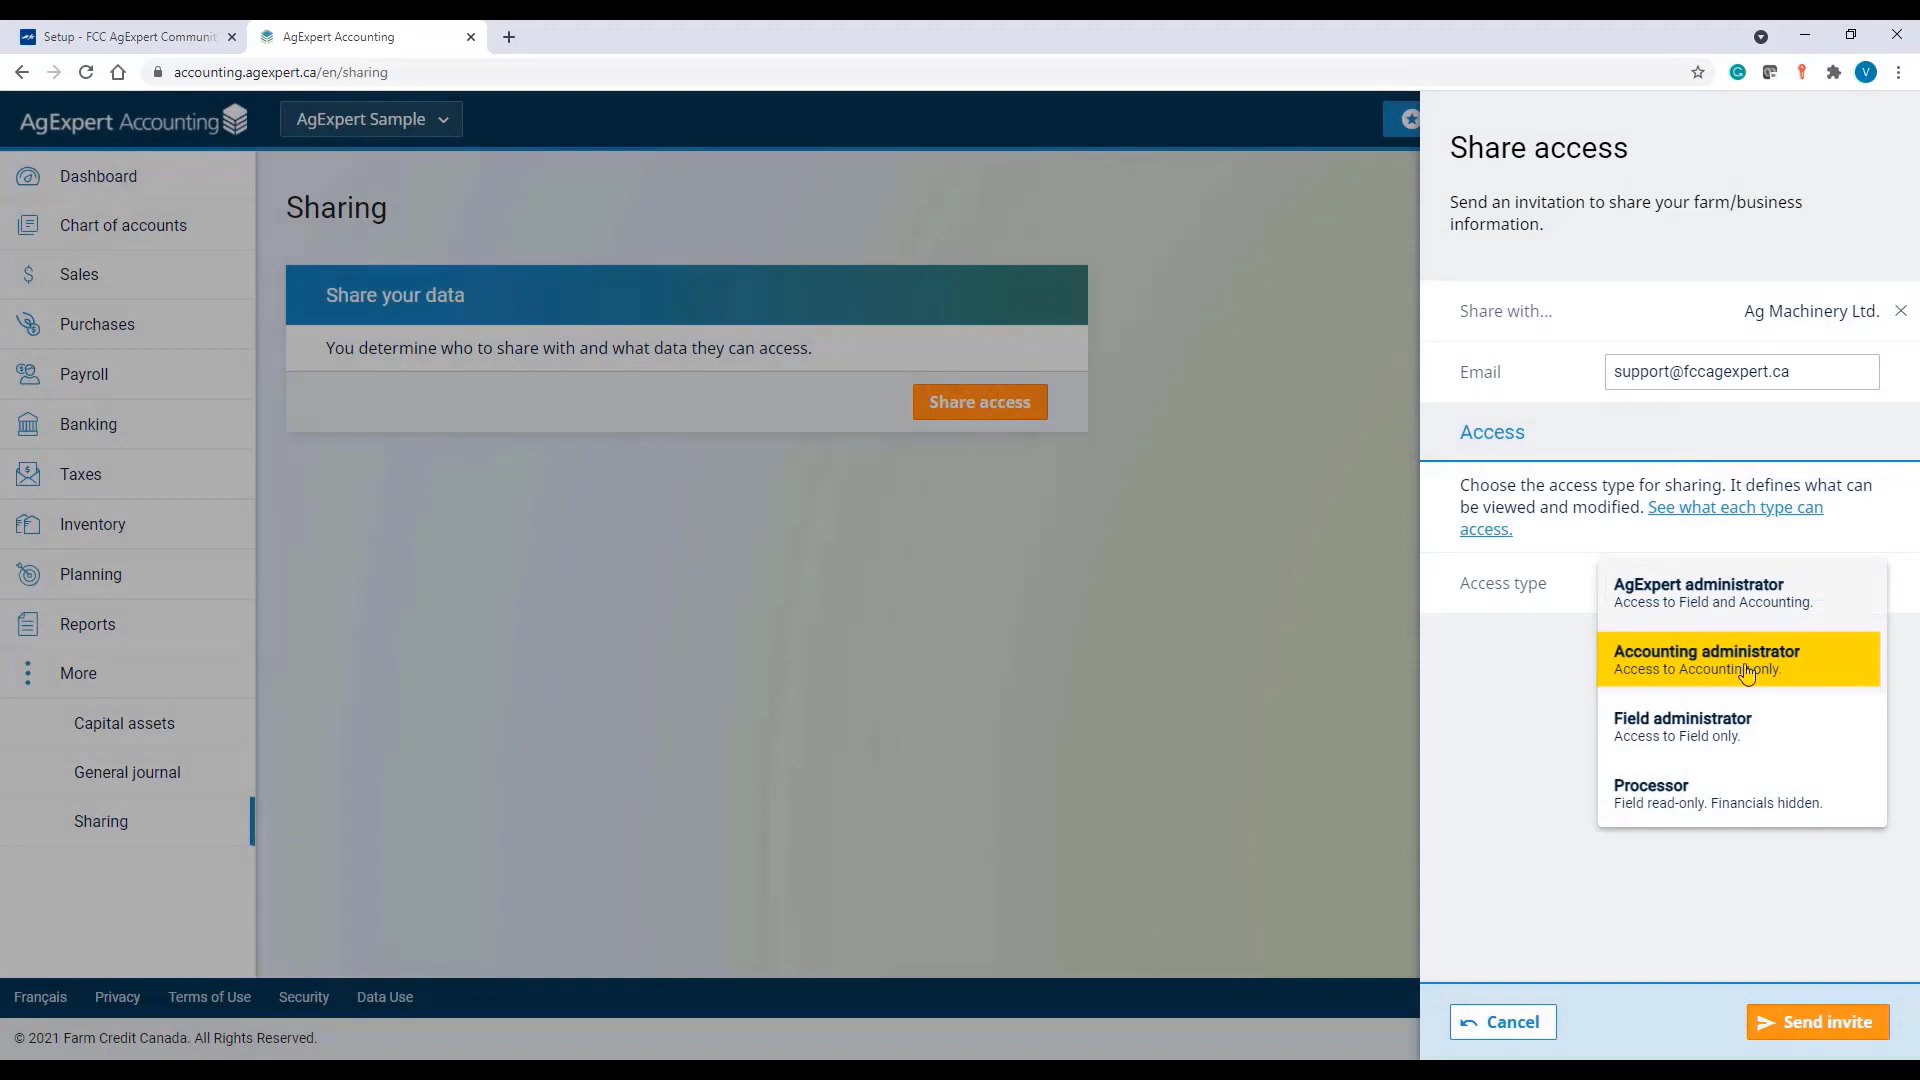 Setup - FCC AgExpert Communit
AgExpert Accounting
accounting.agexpert.ca/en/sharing
V
AgExpert Accounting
AgExpert Sample
Dashboard
Chart of accounts
Sales
Purchases
Payroll
Banking
Taxes
Inventory
Planning
Reports
More
Capital assets
General journal
Sharing
Sharing
Share your data
You determine who to share with and what data they can access.
Share access
Share access
Send an invitation to share your farm/business
information.
Share with...
Ag Machinery Ltd.
Email
support@fccagexpert.ca
Access
Choose the access type for sharing. It defines what can
be viewed and modified. See what each type can
access.
Access type
AgExpert administrator
Access to Field and Accounting.
Accounting administrator
Access to Accounting only.
Field administrator
Access to Field only.
Processor
Field read-only. Financials hidden.
Cancel
Send invite
Français
Privacy
Terms of Use
Security
Data Use
© 2021 Farm Credit Canada. All Rights Reserved.